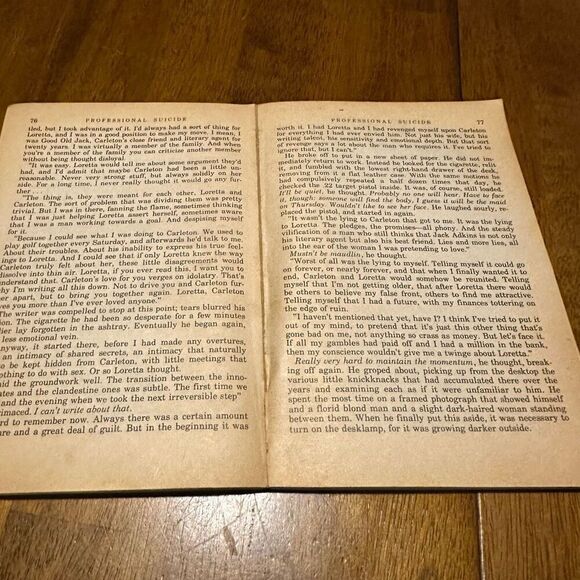 76 PROFESSIONAL SUICIDE
tled, but I took advantage of it. I'd always had a sort of thing for
Loretta, and I was in a good position to make my move. I mean, I
was Good Old Jack, Carleton's close friend and literary agent for
twenty years. I was virtually a member of the family. And when
you're a member of the family you can criticize another member
without being thought disloyal.
"It was easy. Loretta would tell me about some argument they'd
had, and I'd admit that maybe Carleton had been a little un-
reasonable. Never very strong stuff, but always solidly on her
side. For a long time, I never really thought it would go any fur-
ther . . .
"The thing is, they were meant for each other, Loretta and
Carleton. The sort of problem that was dividing them was pretty
trivial. But I was in there, fanning the flame, sometimes thinking
that I was just helping Loretta assert herself, sometimes aware
that I was a man working towards a goal. And despising myself
for it.
"Because I could see what I was doing to Carleton. We used to
play golf together every Saturday, and afterwards he'd talk to me.
About their troubles. About his inability to express his true feel-
ings to Loretta. And I could see that if only Loretta knew the way
Carleton truly felt about her, these little disagreements would
dissolve into thin air. Loretta, if you ever read this, I want you to
understand that Carleton's love for you verges on idolatry. That's
hy I'm writing all this down. Not to drive you and Carleton fur-
er apart, but to bring you together again. Loretta, Carleton
ves you more than I've ever loved anyone."
The writer was compelled to stop at this point; tears blurred his
ion. The cigarette he had been so desperate for a few minutes
lier lay forgotten in the ashtray. Eventually he began again,
less emotional vein.
nyway, it started there, before I had made any overtures,
an intimacy of shared secrets, an intimacy that naturally
to be kept hidden from Carleton, with little meetings that
othing to do with sex. Or so Loretta thought.
aid the groundwork well. The transition between the inno-
ates and the clandestine ones was subtle. The first time we
and the evening when we took the next irreversible step"
rimaced. I can't write about that.
ard to remember now. Always there was a certain amount
ure and a great deal of guilt. But in the beginning it was
PROFESSIONAL SUICIDE 77
worth it. I had Loretta and I had revenged myself upon Carleton
for everything I had ever envied him. Not just his wife, but his
writing talent, his sensitivity and emotional depth. But that sort
of revenge says a lot about the man who requires it. I've tried to
ignore that, but I can't."
He broke off to put in a new sheet of paper. He did not im-
mediately return to work. Instead he looked for the cigarette, relit,
and fumbled with the lowest right-hand drawer of the desk,
refinished with a flat leather case. With the same motions he
had compulsively repeated a half dozen times that day, he
checked the .22 target pistol inside. It was, of course, still loaded.
It'll be quiet, he thought. Probably no one will hear. Have to face
it, though: someone will find the body. I guess it will be the maid
at Thursday. Wouldn't like to see her face. He laughed sourly, re-
placed the pistol, and started in again.
"It wasn't the lying to Carleton that got to me. It was the lying
to Loretta. The pledges, the promises—all phony. And the steady
vilification of a man who still thinks that Jack Adkins is not only
his literary agent but also his best friend. Lies and more lies, all
into the ear of the woman I was pretending to love."
Mustn't be maudlin, he thought.
"Worst of all was the lying to myself. Telling myself it could go
on forever, or nearly forever, and that when I finally wanted it to
end, Carleton and Loretta would somehow be reunited. Telling
myself that I'm not getting older, that after Loretta there would
be others to believe my false front, others to find me attractive.
Telling myself that I had a future, with my finances tottering on
the edge of ruin.
"I haven't mentioned that yet, have I? I think I've tried to put it
out of my mind, to pretend that it's just this other thing that's
gone bad on me, not anything so crass as money. But let's face it.
If all my gambles had paid off and I had a million in the bank,
then my conscience wouldn't give me a twinge about Loretta."
Really very hard to maintain the momentum, he thought, break-
ing off again. He groped about, picking up from the desktop the
various little knickknacks that had accumulated there over the
years and examining each as if it were unfamiliar to him. He
spent the most time on a framed photograph that showed himself
and a florid blond man and a slight dark-haired woman standing
between them. When he finally put this aside, it was necessary to
turn on the desklamp, for it was growing darker outside.